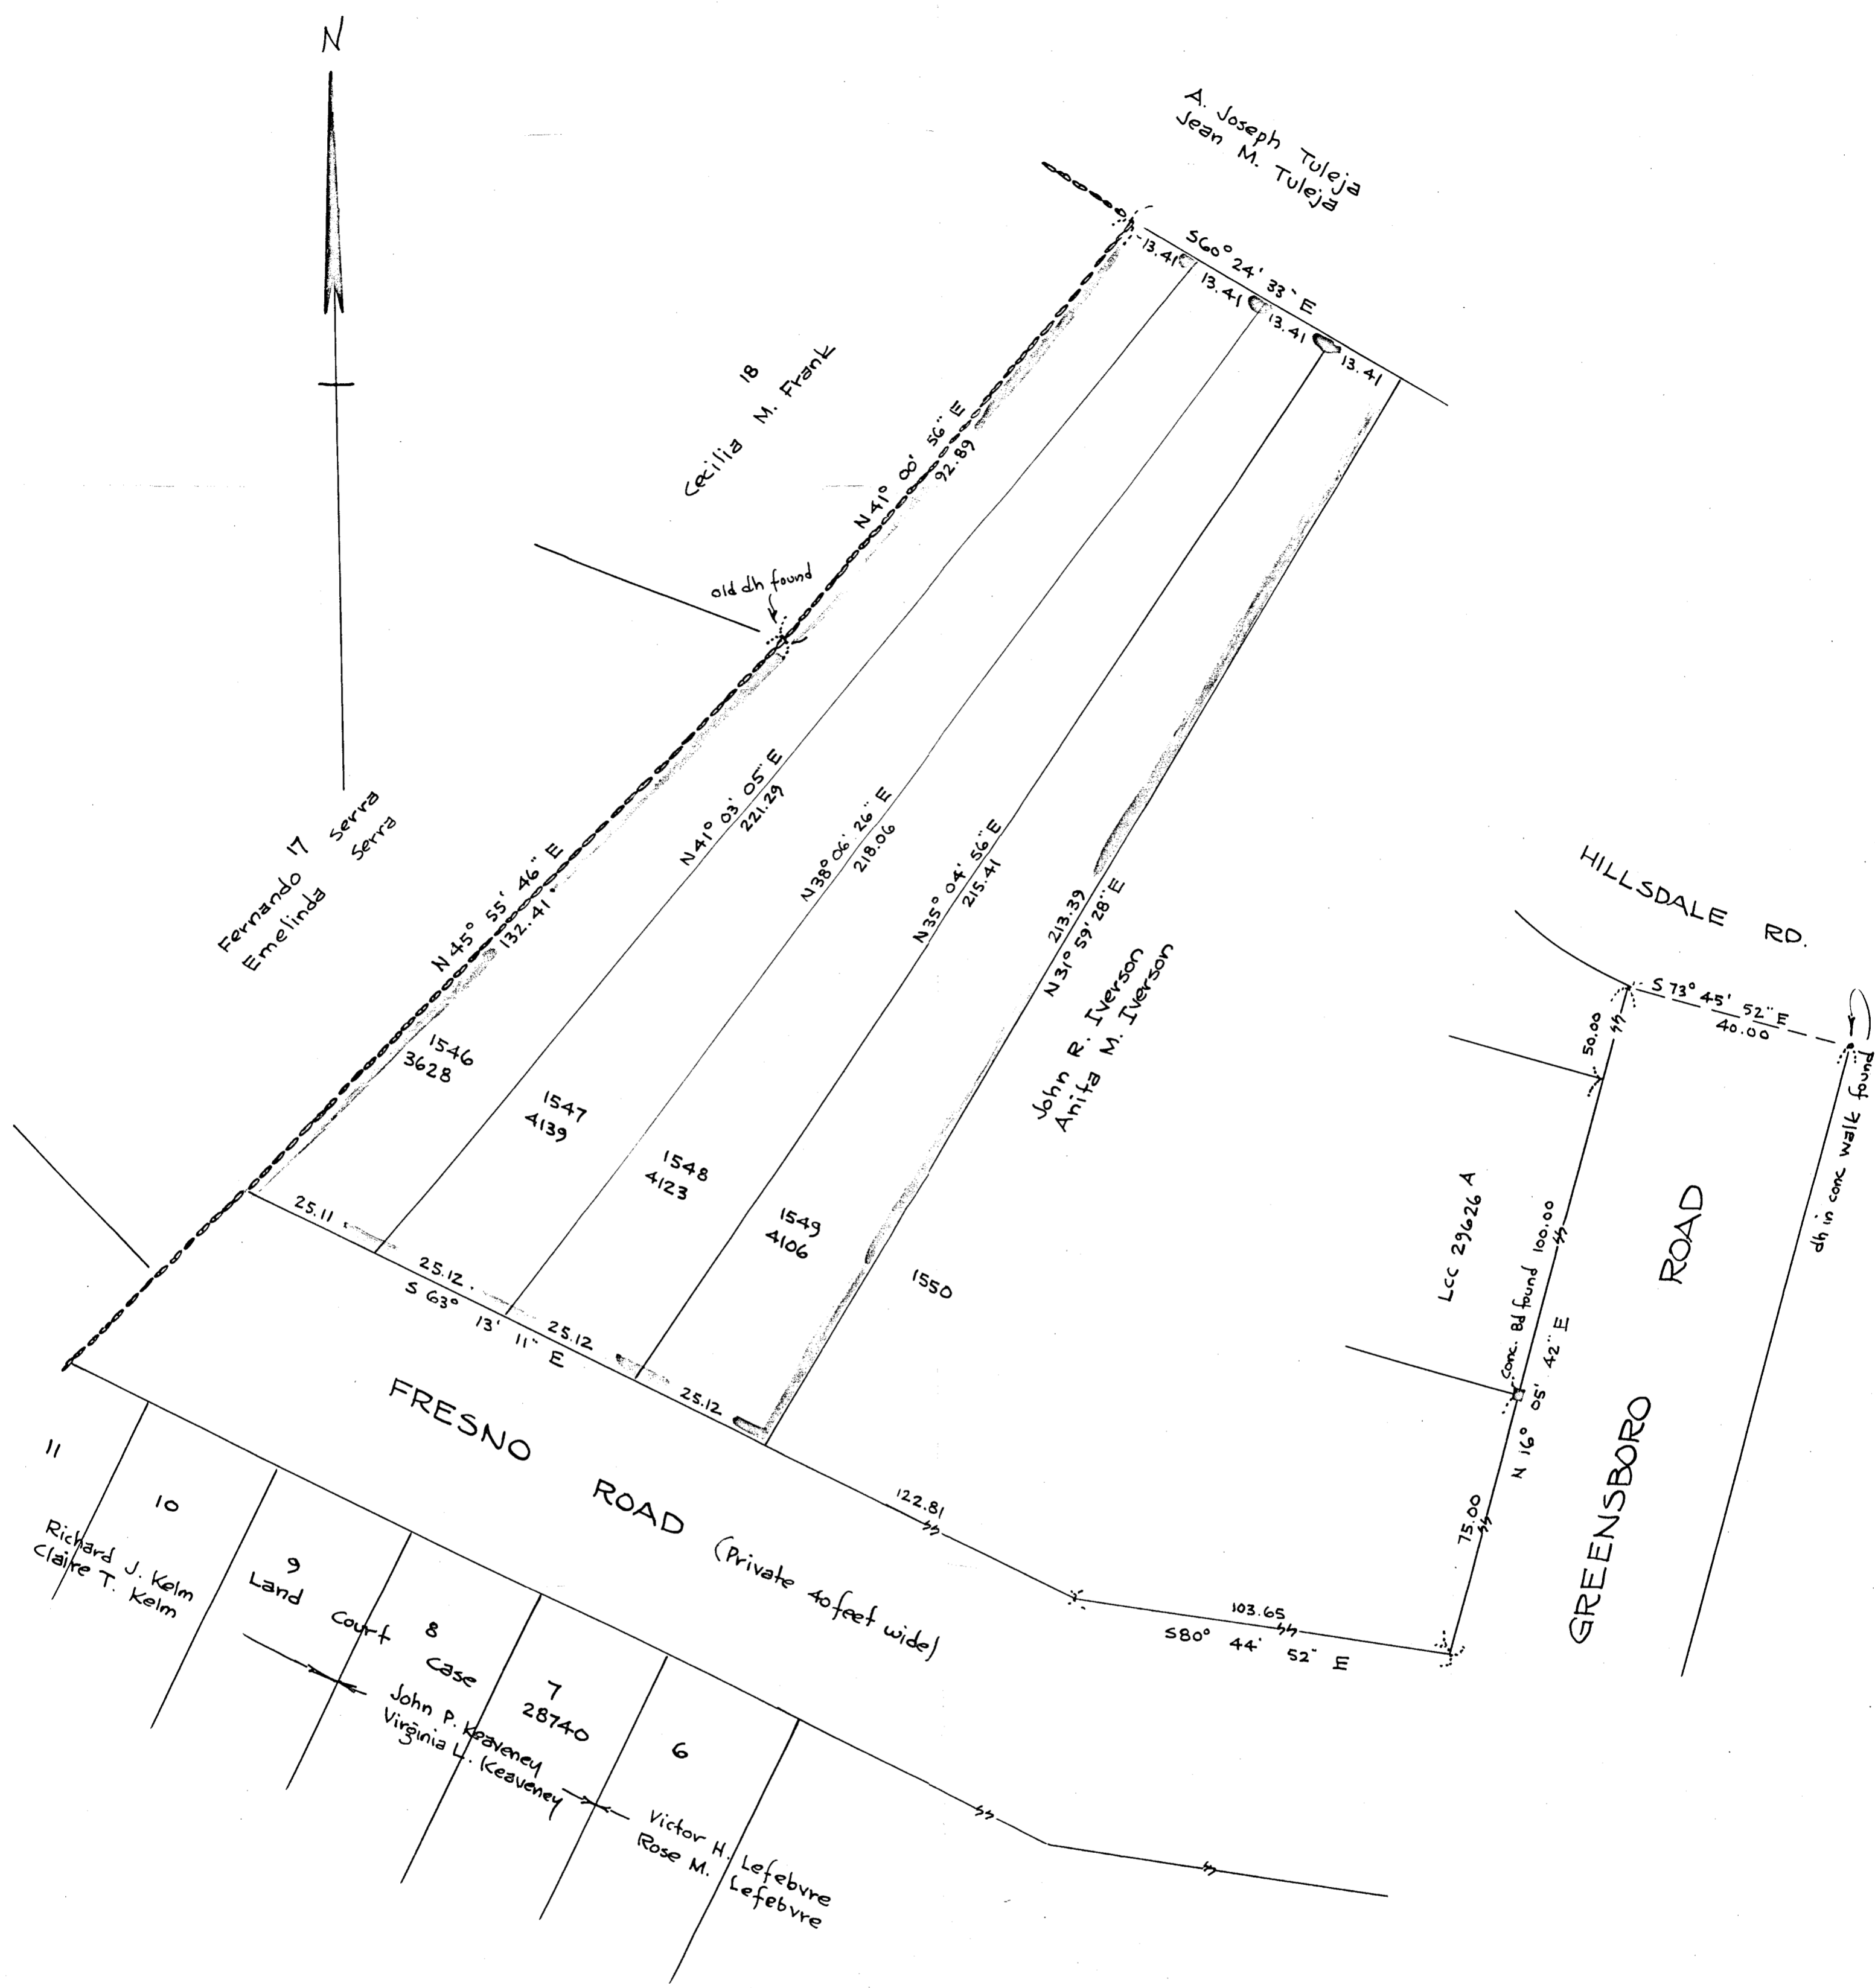 N
A. Joseph Tuleja
Jean M. Tuleja
S60° 24' 33" E
13.41
13.41
13.41
13.41
18
Cecilia M. Frank
N 41° 00' 56" E
92.89
old dh found
17
Fernando Serra
Emelinda Serra
N 45° 55' 46" E
132.41
N 41° 03' 05" E
221.29
N 38° 06' 26" E
218.06
N 35° 04' 56" E
215.41
213.39
N 31° 59' 28" E
John R. Iverson
Anita M. Iverson
HILLSDALE RD.
S 73° 45' 52" E
40.00
50.00
dh in conc walk found
LCC 29626 A
100.00
Conc. Bd found
N 16° 05' 42" E
75.00
GREENSBORO ROAD
1546
3628
1547
4139
1548
4123
1549
4106
1550
25.11
25.12
25.12
25.12
S 63° 13' 11" E
122.81
103.65
S80° 44' 52" E
FRESNO ROAD (Private 40 feet wide)
11
10
9
8
7
6
Land Court Case 28740
Richard J. Kelm
Claire T. Kelm
John P. Keaveney
Virginia L. Keaveney
Victor H. Lefebvre
Rose M. Lefebvre